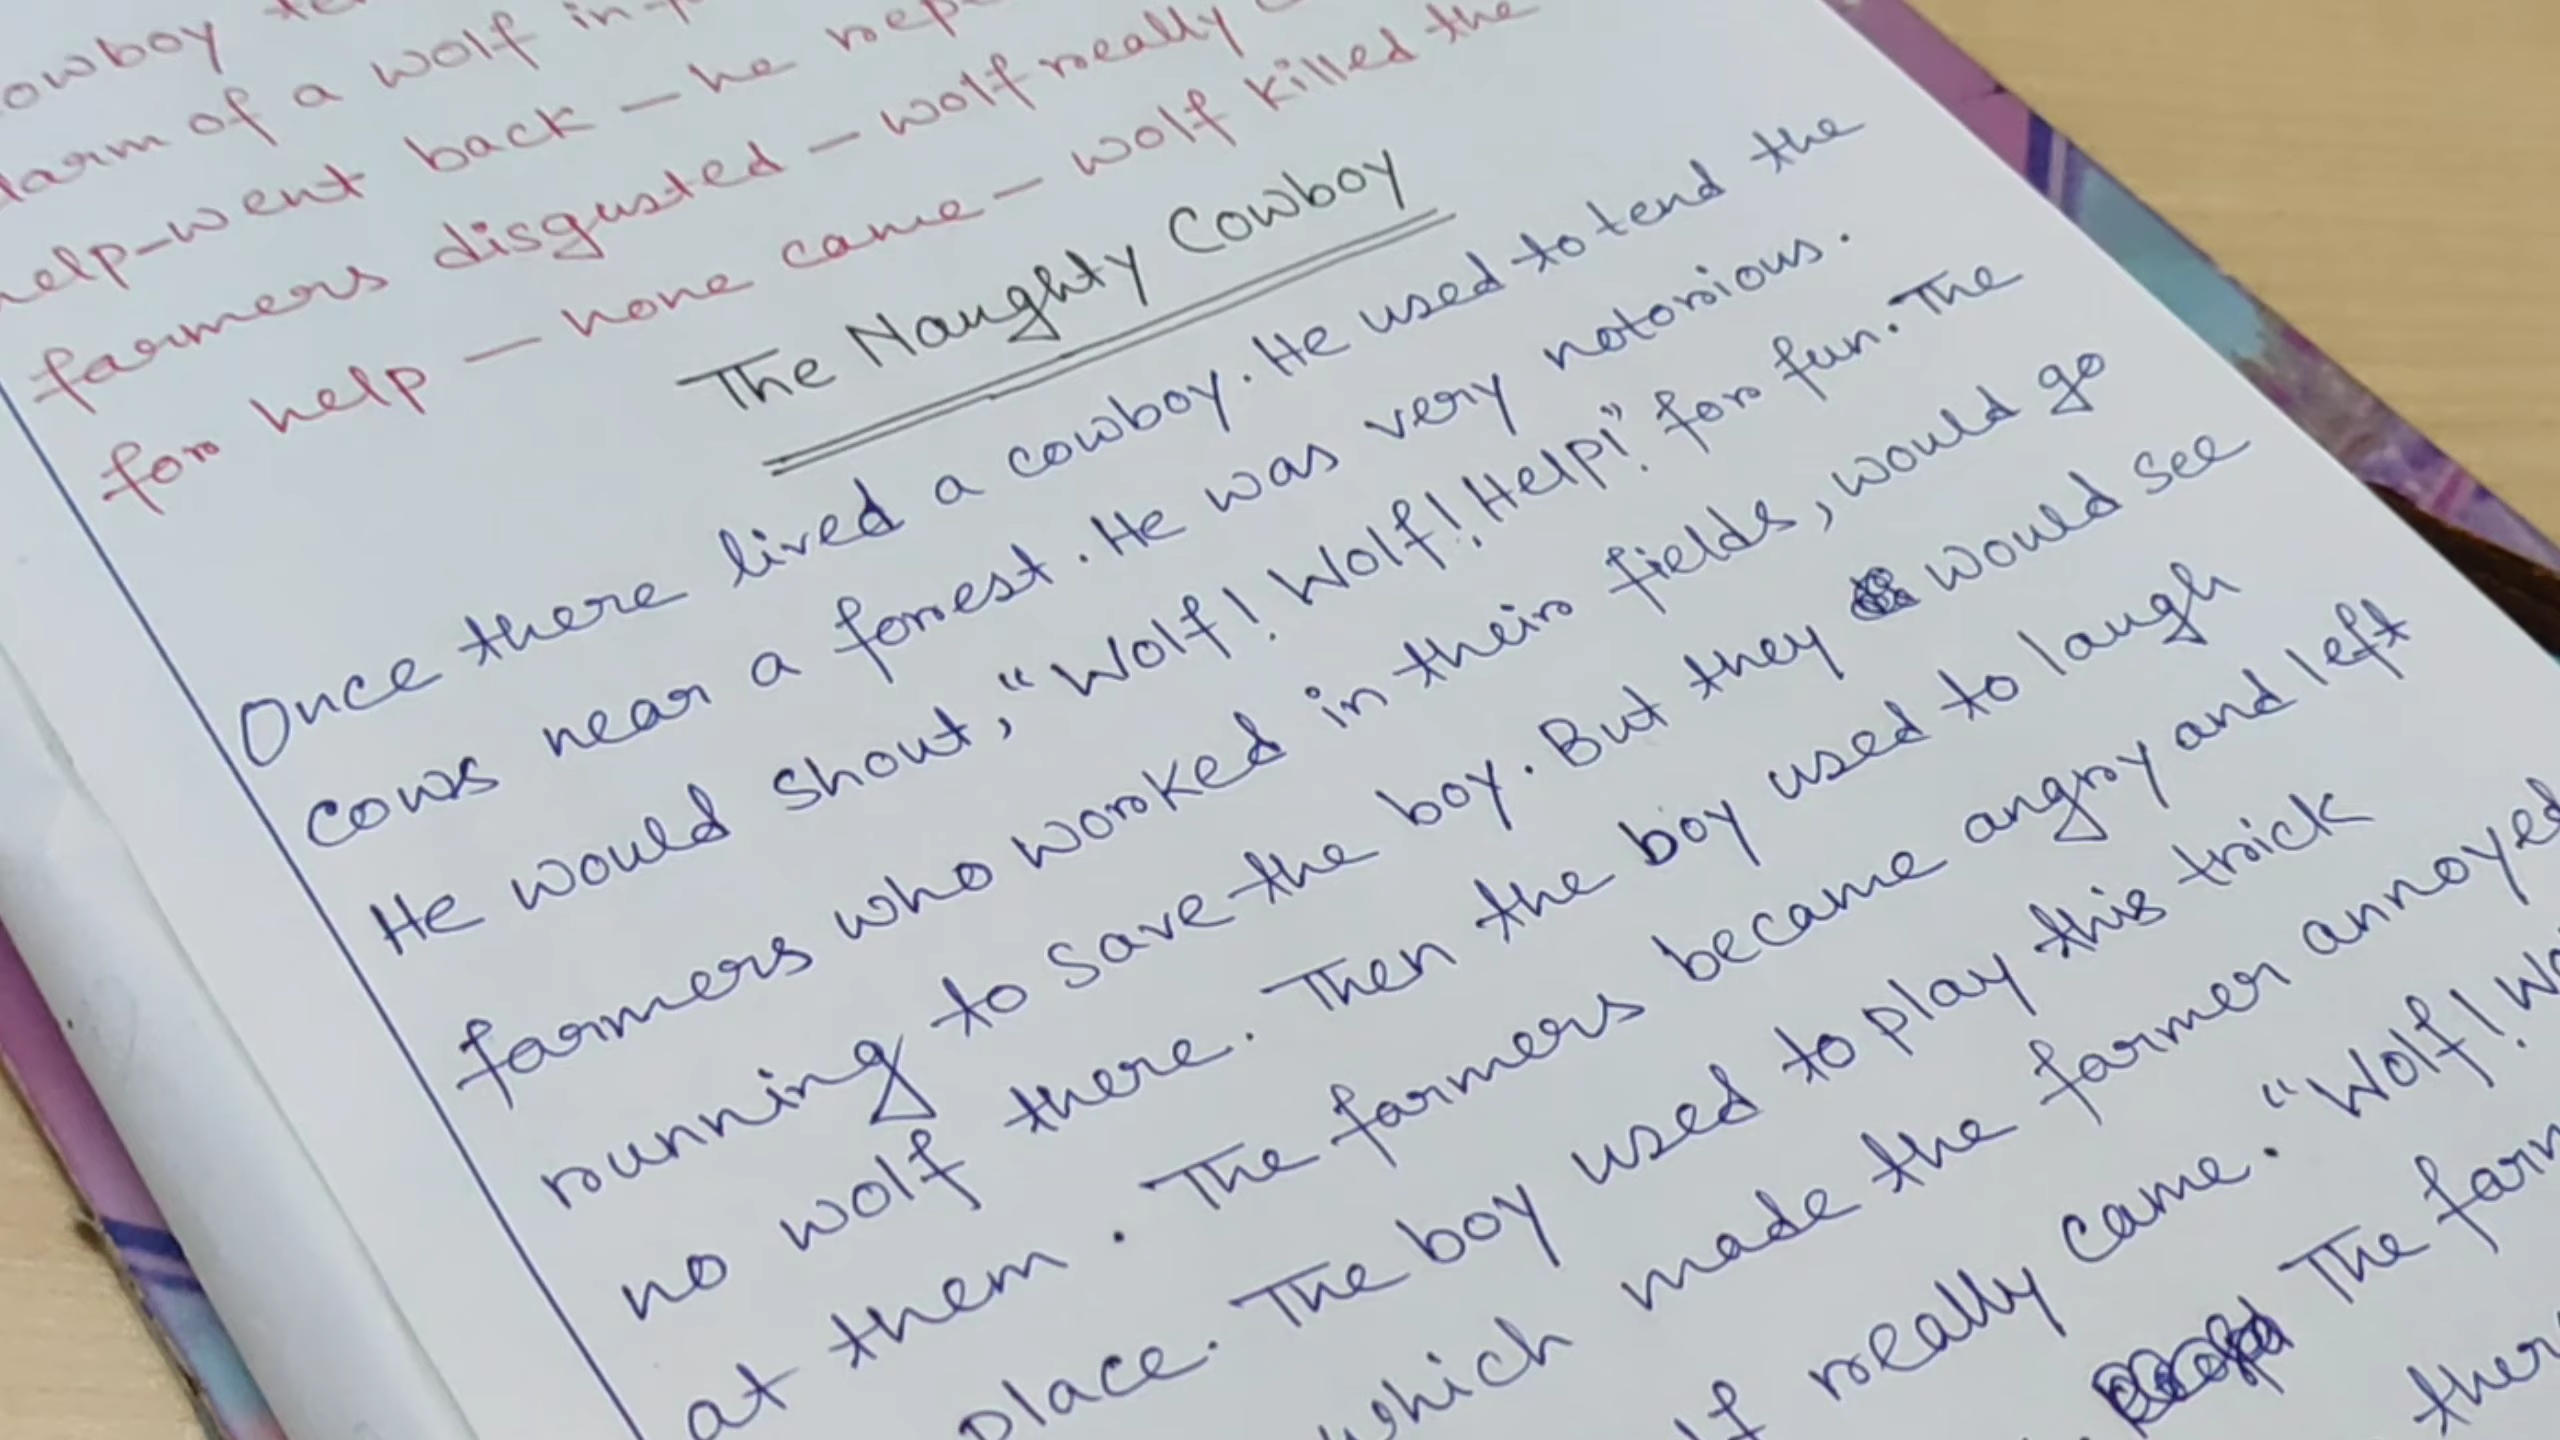 cowboy
alarm of a wolf in
help-went back — he
farmers disgusted — wolf really
for help — none came — wolf killed the
The Naughty Cowboy
Once there lived a cowboy. He used to tend the
cows near a forest. He was very notorious.
He would shout, "Wolf! Wolf! Help!" for fun. The
farmers who worked in their fields, would go
running to save the boy. But they would see
no wolf there. Then the boy used to laugh
at them. The farmers became angry and left
place. The boy used to play this trick
which made the farmer annoyed
really came. "Wolf!
The